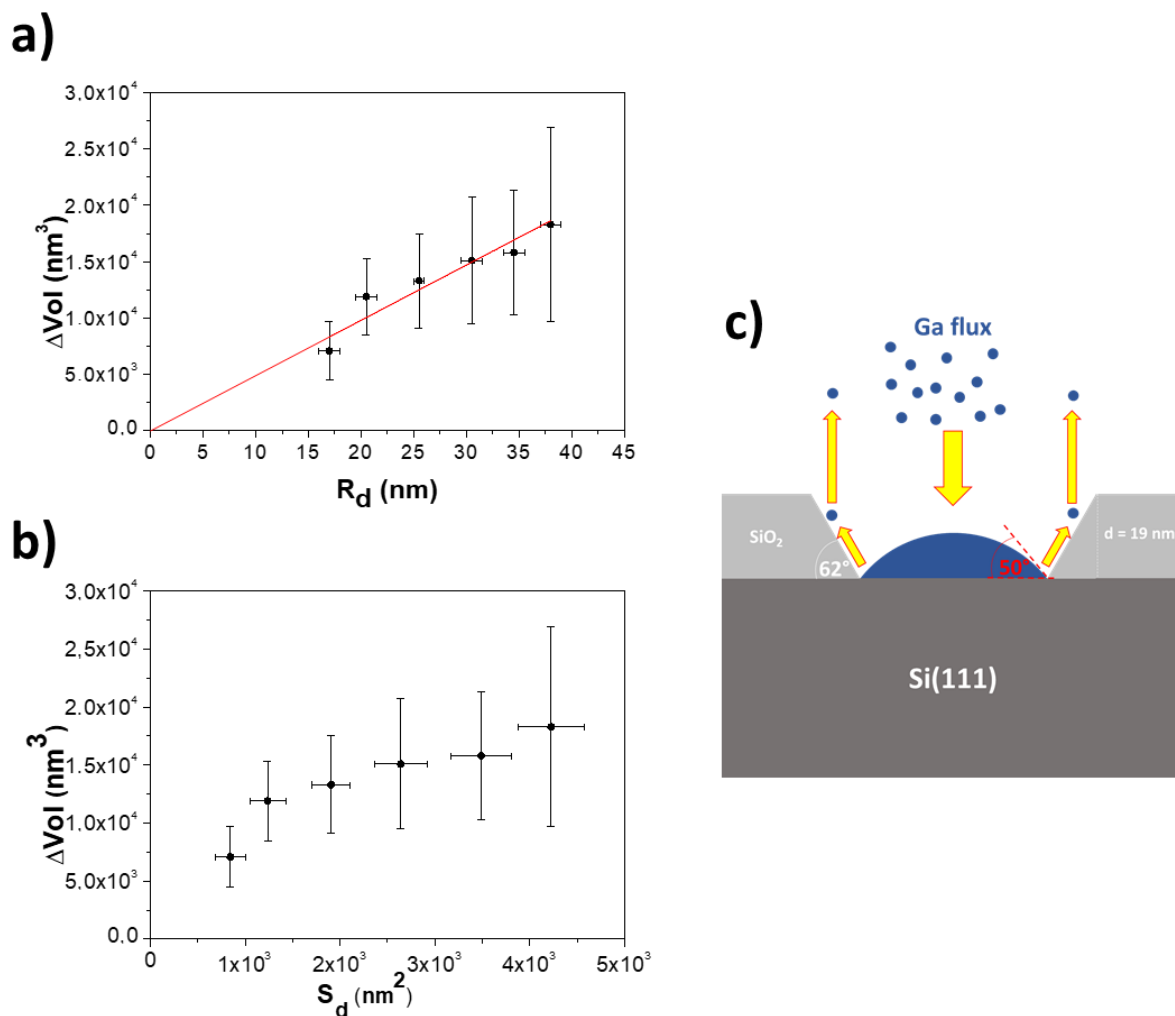 a)
3.0x10⁴
2.5x10⁴
2.0x10⁴
1.5x10⁴
1.0x10⁴
5.0x10³
0.0
ΔVol (nm³)
0 5 10 15 20 25 30 35 40 45
R_d (nm)
b)
3.0x10⁴
2,5x10⁴
2.0x10⁴
1.5x10⁴
1.0x10⁴
5.0x10³
0.0
ΔVol (nm³)
0 1x10³ 2x10³ 3x10³ 4x10³ 5x10³
S_d (nm²)
c)
Ga flux
SiO₂
62°
50°
d = 19 nm
Si(111)